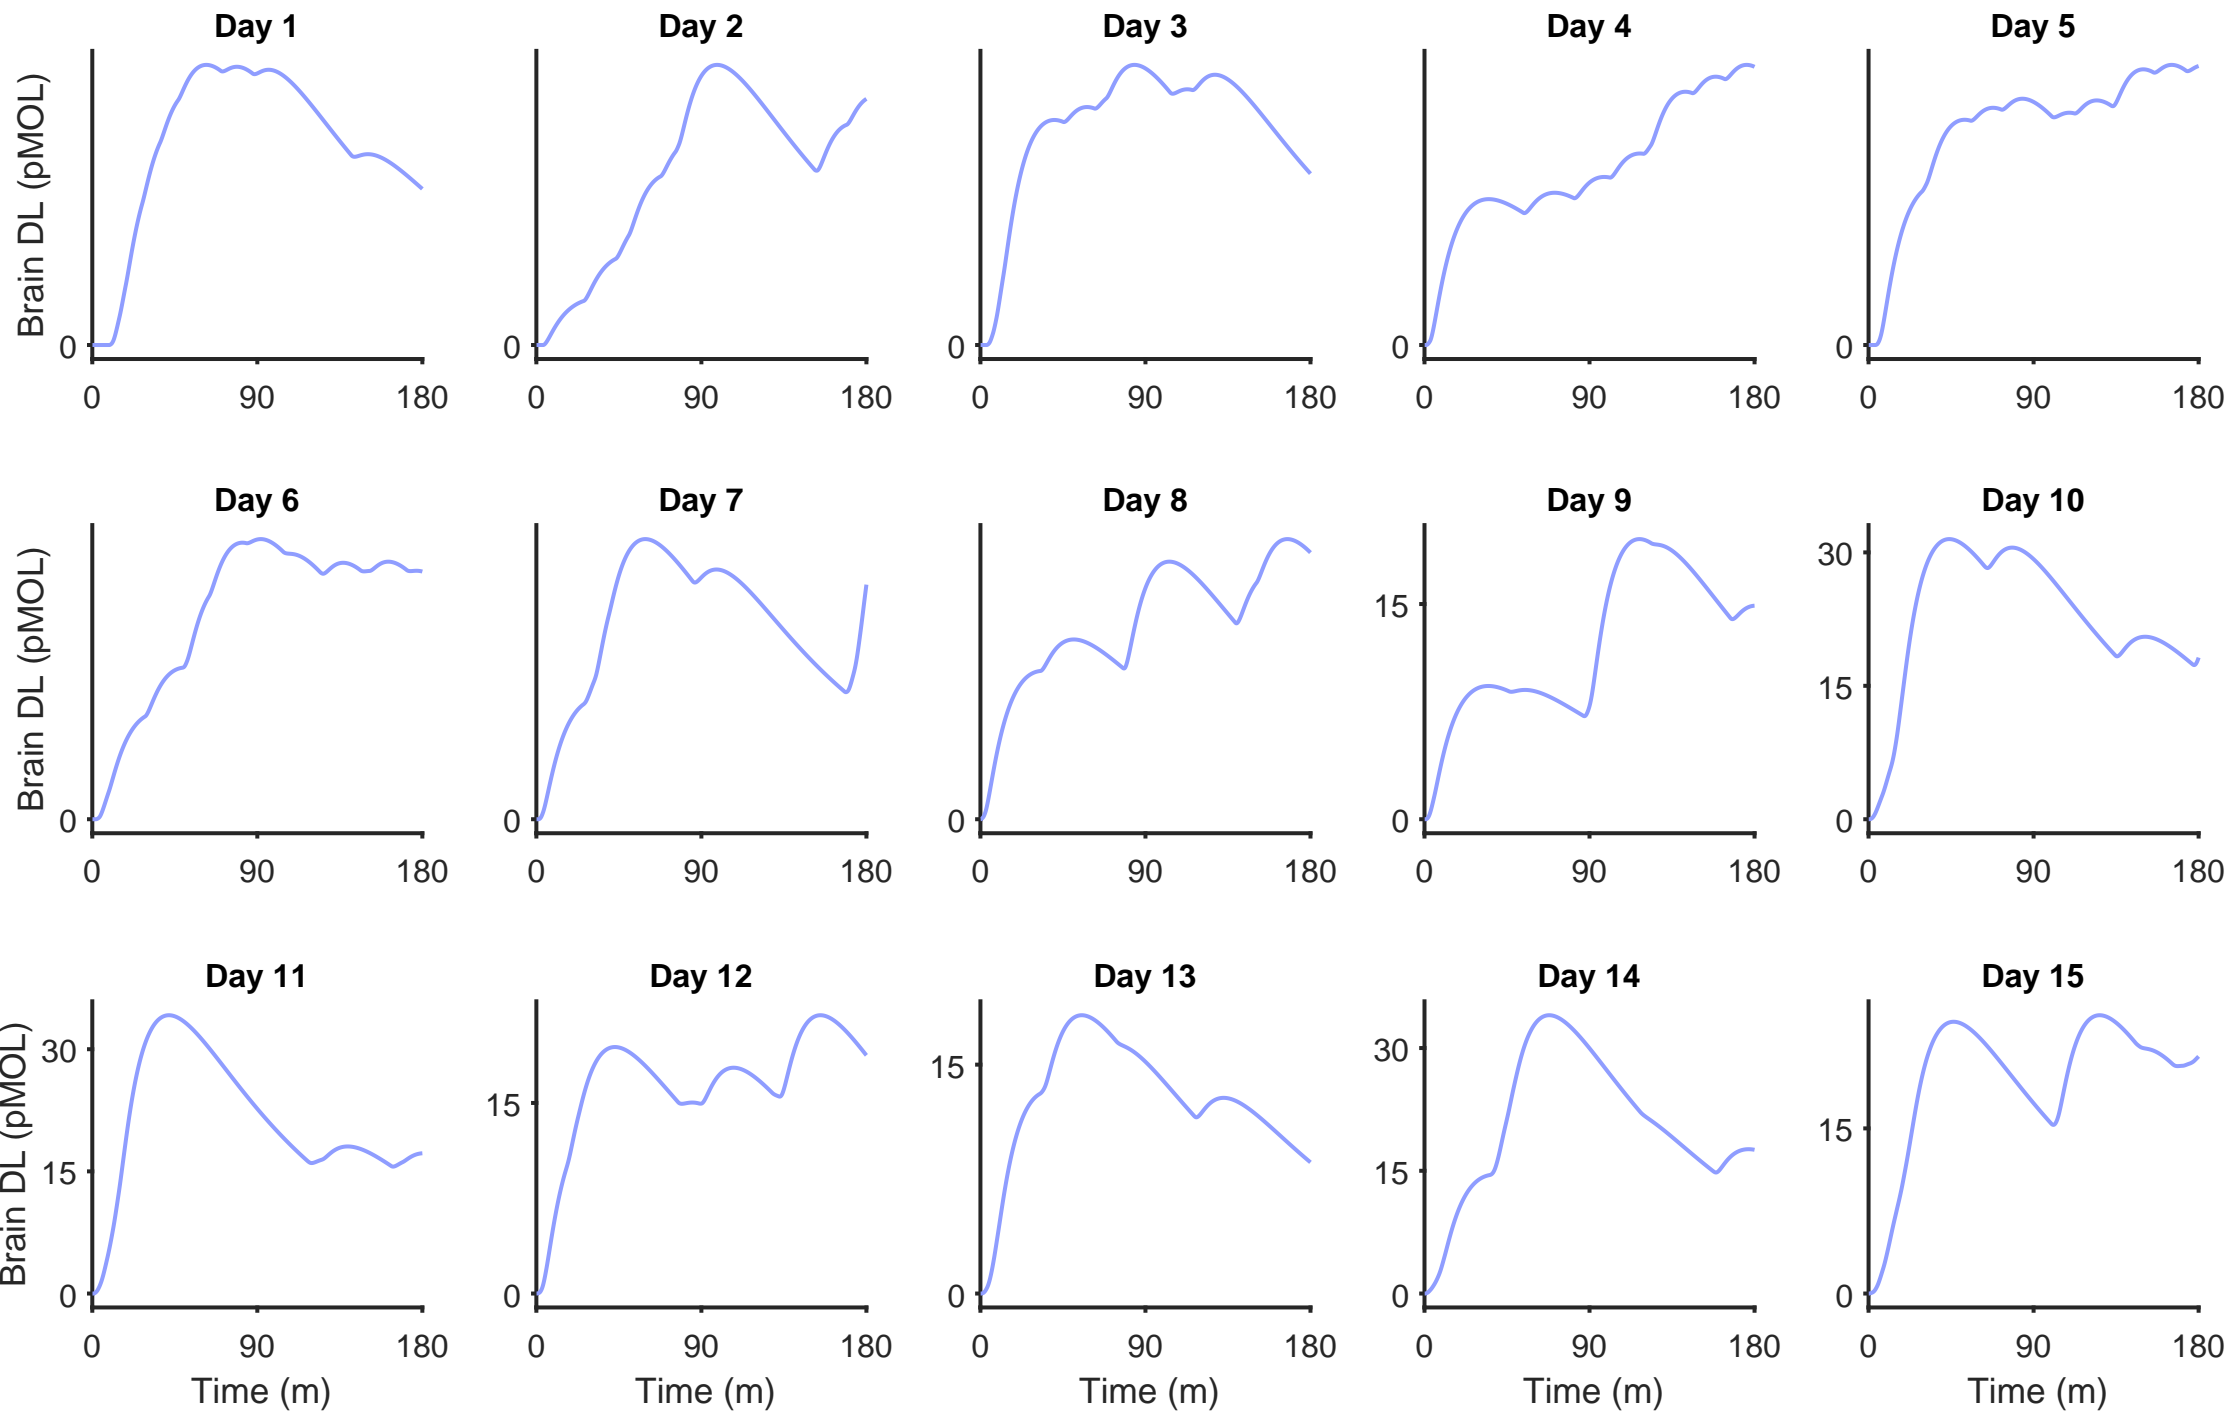 Day 1 Day 2 Day 3 Day 4 Day 5
Brain DL (pMOL)
0 0 0 0 0
0 90 180 0 90 180 0 90 180 0 90 180 0 90 180
Day 6 Day 7 Day 8 Day 9 Day 10
Brain DL (pMOL)
30
15
15
0 0 0 0 0
0 90 180 0 90 180 0 90 180 0 90 180 0 90 180
Day 11 Day 12 Day 13 Day 14 Day 15
Brain DL (pMOL)
30 30
15
15 15
15 15
0 0 0 0 0
0 90 180 0 90 180 0 90 180 0 90 180 0 90 180
Time (m) Time (m) Time (m) Time (m) Time (m)